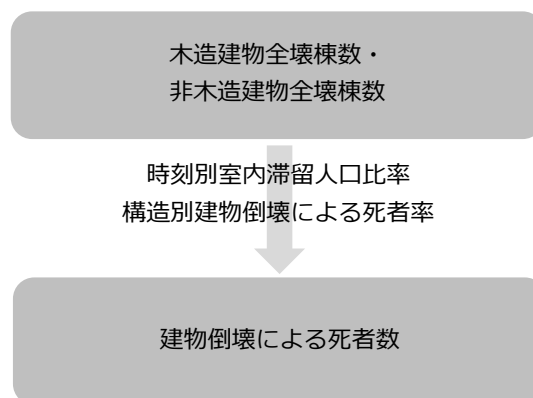 木造建物全壊棟数・
非木造建物全壊棟数
時刻別室内滞留人口比率
構造別建物倒壊による死者率
建物倒壊による死者数